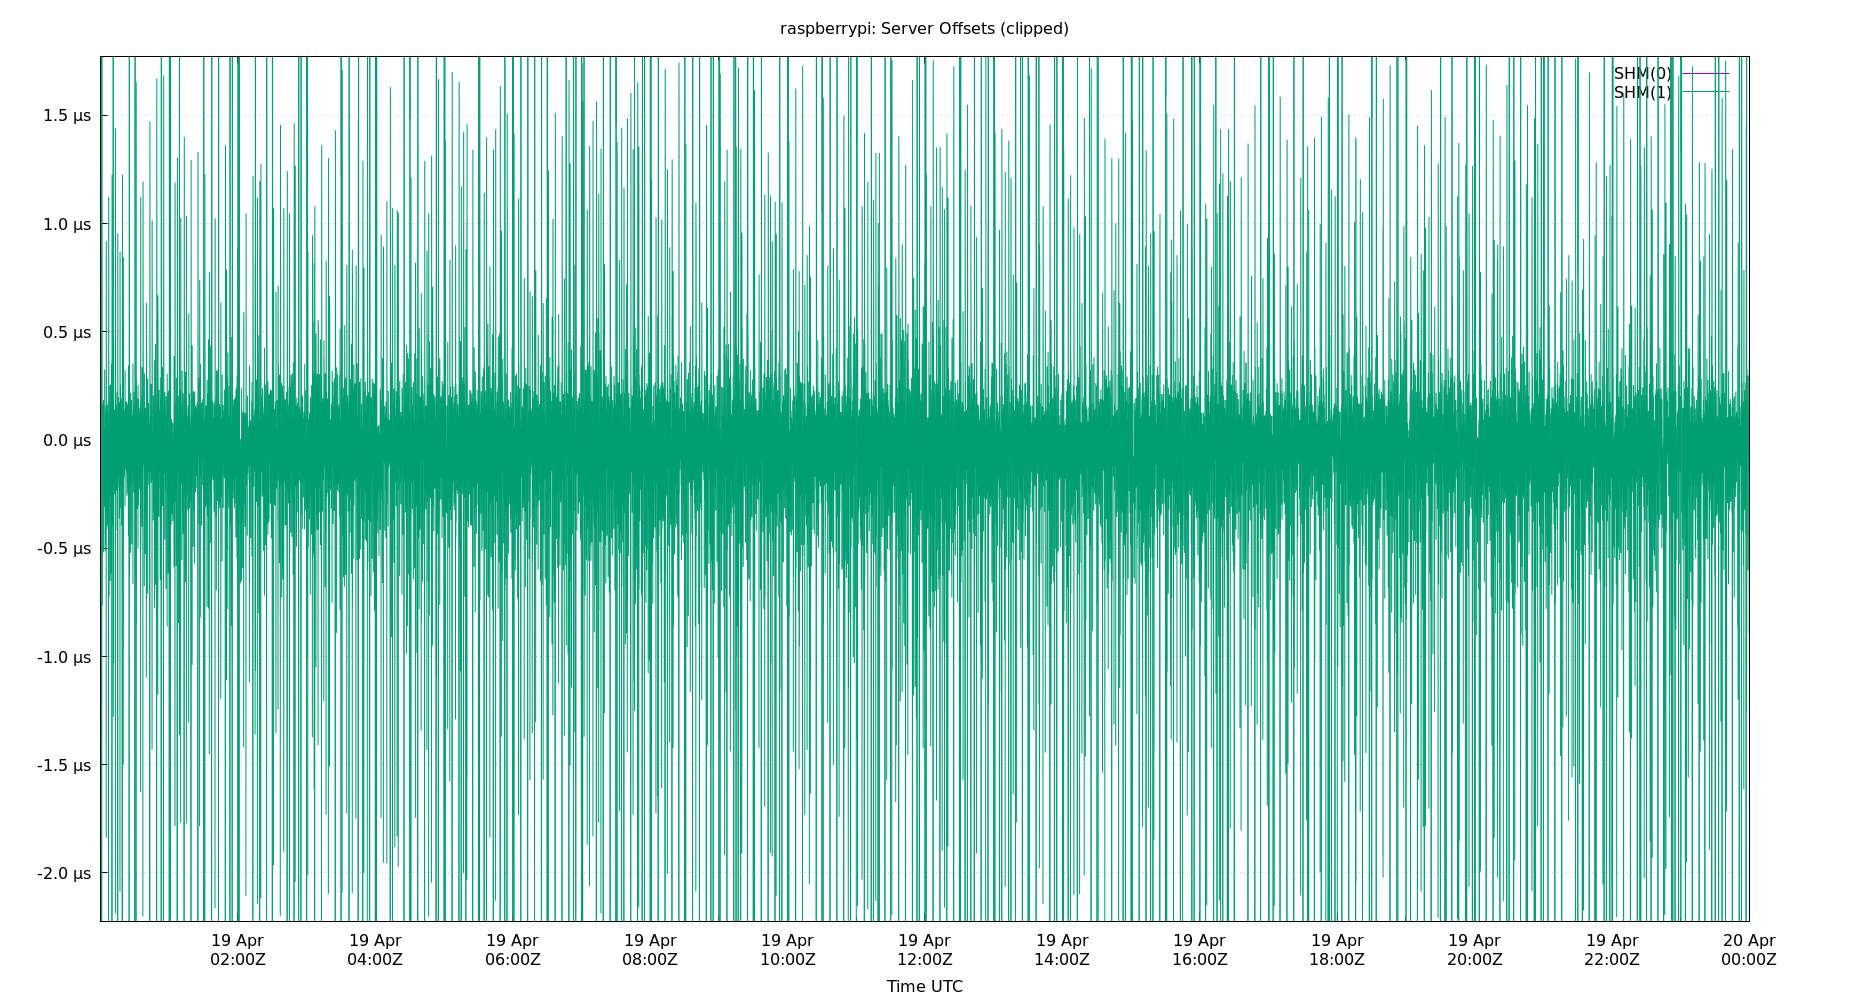 raspberrypi: Server Offsets (clipped)
SHM(0)
SHM(1)
1.5 µs
1.0 µs
0.5 µs
0.0 µs
-0.5 µs
-1.0 µs
-1.5 µs
-2.0 µs
19 Apr 19 Apr 19 Apr 19 Apr 19 Apr 19 Apr 19 Apr 19 Apr 19 Apr 19 Apr 19 Apr 20 Apr
02:00Z 04:00Z 06:00Z 08:00Z 10:00Z 12:00Z 14:00Z 16:00Z 18:00Z 20:00Z 22:00Z 00:00Z
Time UTC